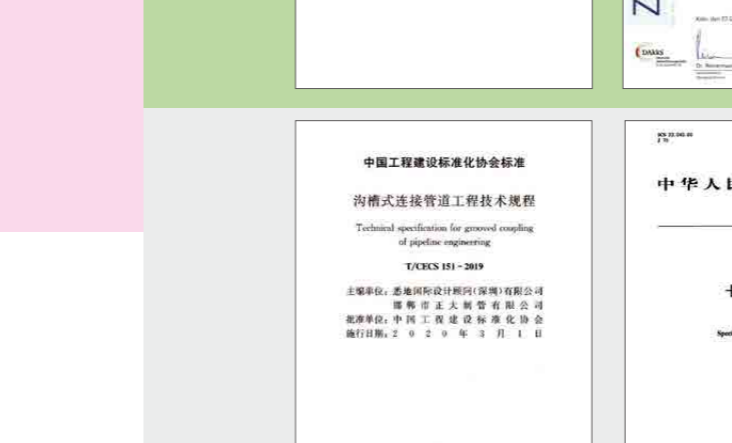 Z
Köln, den 07.0
DAkkS
中国工程建设标准化协会标准
沟槽式连接管道工程技术规程
Technical specification for grooved coupling
of pipeline engineering
T/CECS 151－2019
主编单位：悉地国际设计顾问(深圳)有限公司
邯郸市正大制管有限公司
批准单位：中国工程建设标准化协会
施行日期：2020年3月1日
中华人